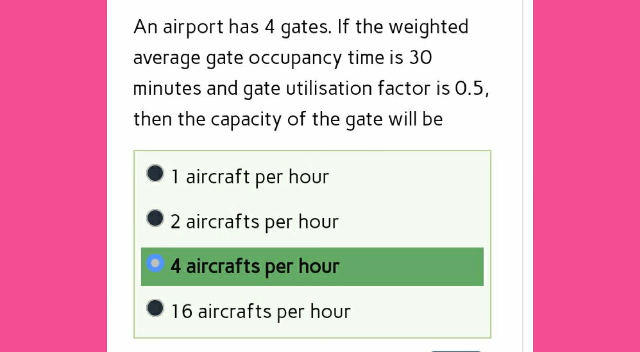 An airport has 4 gates. If the weighted
average gate occupancy time is 30
minutes and gate utilisation factor is 0.5,
then the capacity of the gate will be
1 aircraft per hour
2 aircrafts per hour
4 aircrafts per hour
16 aircrafts per hour